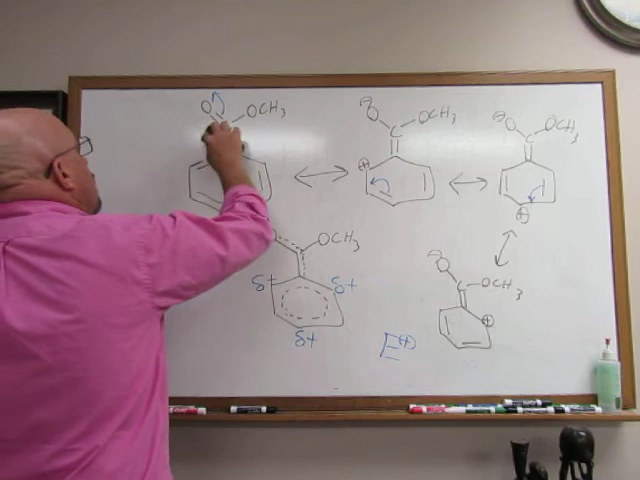 O OCH3
⊖ O C OCH3
⊕
⊖ O C OCH3
⊕
OCH3
δ+ δ+
δ+
E⊕
⊖ O C OCH3
⊕